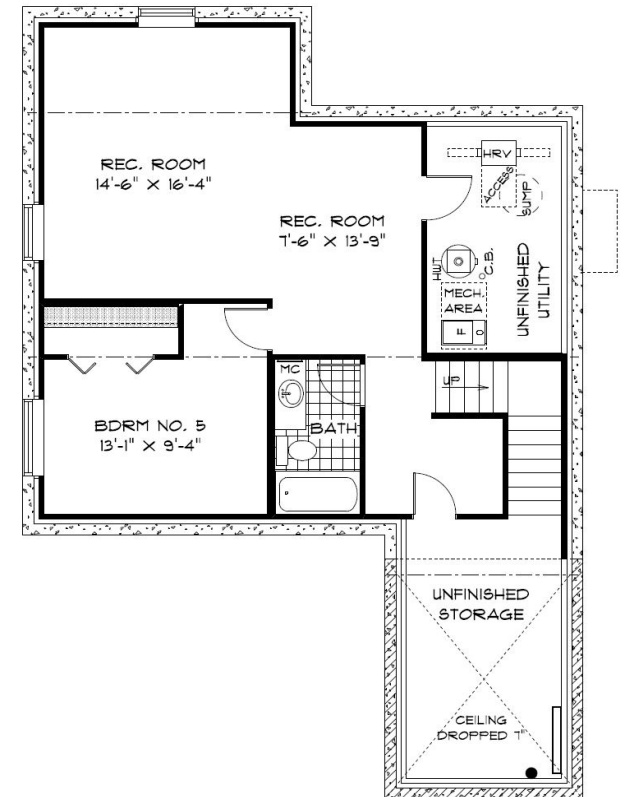 REC. ROOM
14'-6" X 16'-4"
REC. ROOM
7'-6" X 13'-9"
HRV
ACCESS
SUMP
HWT
C.B.
UNFINISHED
UTILITY
MECH.
AREA
F
MC
UP
BATH
BDRM NO. 5
13'-1" X 9'-4"
UNFINISHED
STORAGE
CEILING
DROPPED 7"